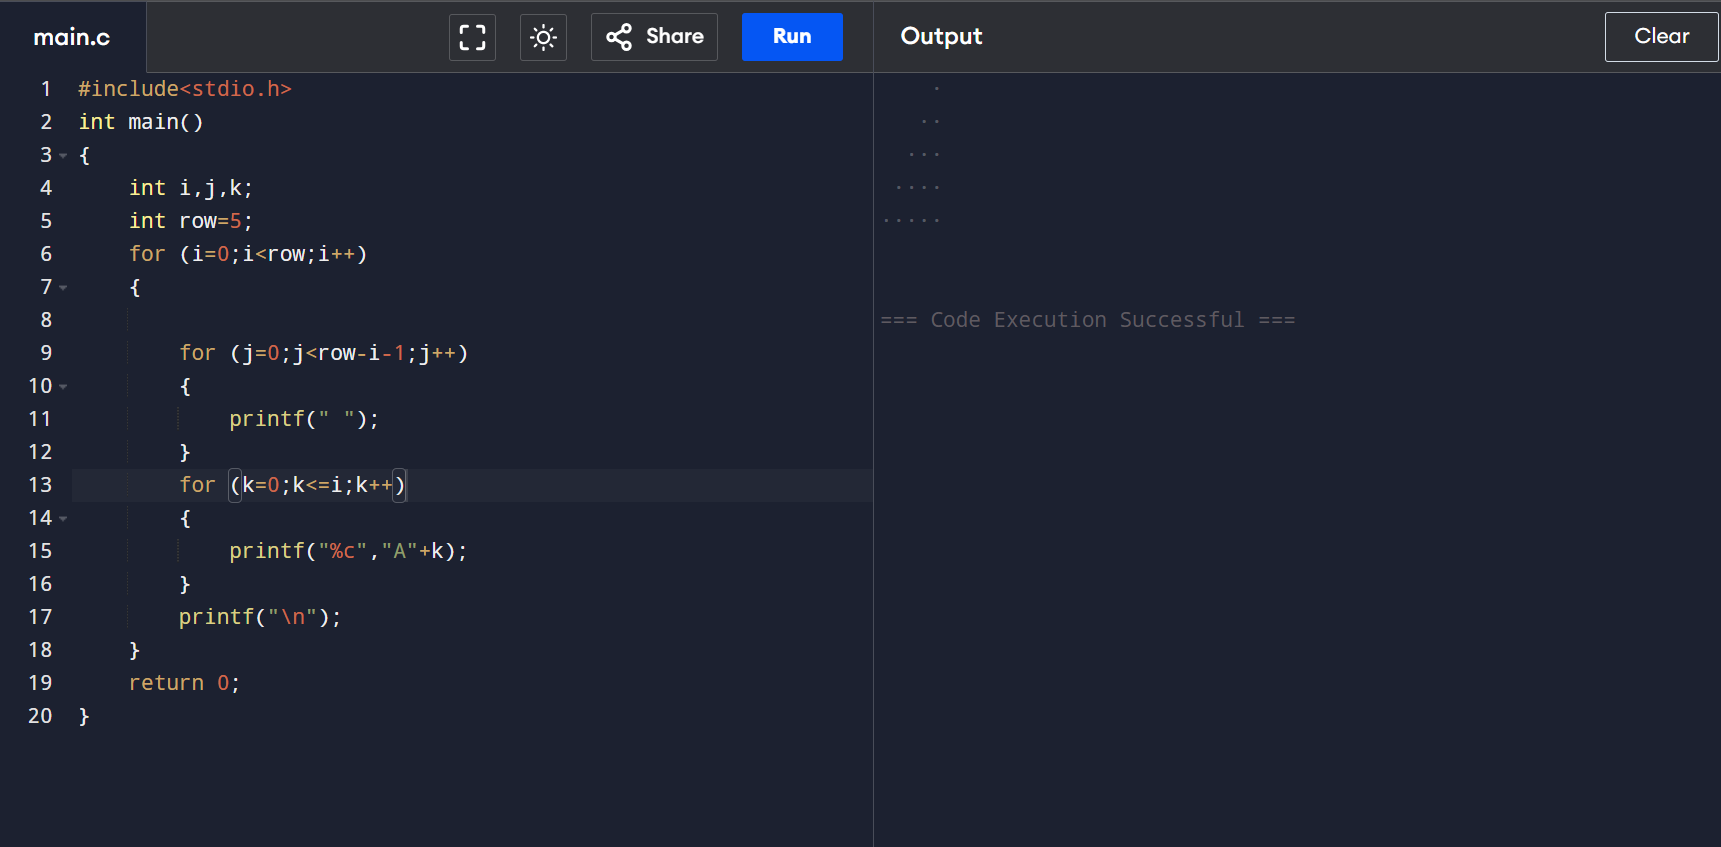 main.c
Share
Run
Output
Clear
1 #include<stdio.h>
2 int main()
3 {
4     int i,j,k;
5     int row=5;
6     for (i=0;i<row;i++)
7     {
8
9         for (j=0;j<row-i-1;j++)
10         {
11             printf(" ");
12         }
13         for (k=0;k<=i;k++)
14         {
15             printf("%c","A"+k);
16         }
17         printf("\n");
18     }
19     return 0;
20 }
    ·
   ··
  ···
 ····
·····
=== Code Execution Successful ===